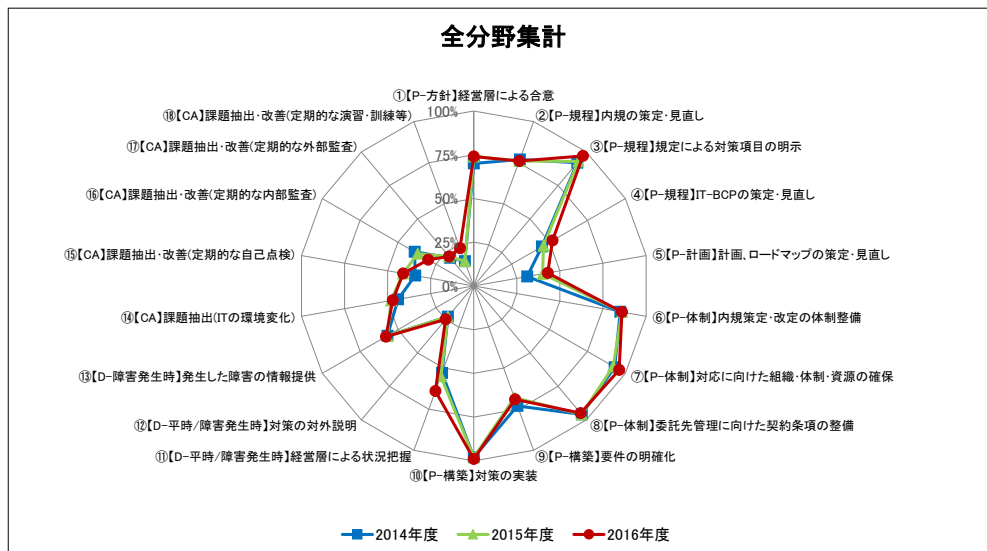 全分野集計
①【P-方針】経営層による合意
②【P-規程】内規の策定・見直し
③【P-規程】規定による対策項目の明示
④【P-規程】IT-BCPの策定・見直し
⑤【P-計画】計画、ロードマップの策定・見直し
⑥【P-体制】内規策定・改定の体制整備
⑦【P-体制】対応に向けた組織・体制・資源の確保
⑧【P-体制】委託先管理に向けた契約条項の整備
⑨【P-構築】要件の明確化
⑩【P-構築】対策の実装
⑪【D-平時/障害発生時】経営層による状況把握
⑫【D-平時/障害発生時】対策の対外説明
⑬【D-障害発生時】発生した障害の情報提供
⑭【CA】課題抽出(ITの環境変化)
⑮【CA】課題抽出・改善(定期的な自己点検)
⑯【CA】課題抽出・改善(定期的な内部監査)
⑰【CA】課題抽出・改善(定期的な外部監査)
⑱【CA】課題抽出・改善(定期的な演習・訓練等)
100%
75%
50%
25%
0%
2014年度
2015年度
2016年度